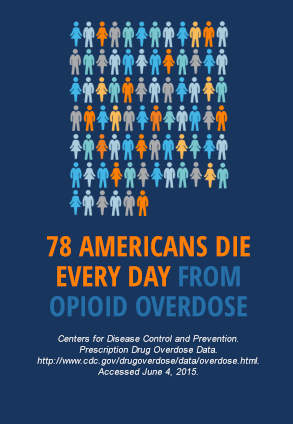 78 AMERICANS DIE
EVERY DAY FROM
OPIOID OVERDOSE
Centers for Disease Control and Prevention.
Prescription Drug Overdose Data.
http://www.cdc.gov/drugoverdose/data/overdose.html.
Accessed June 4, 2015.